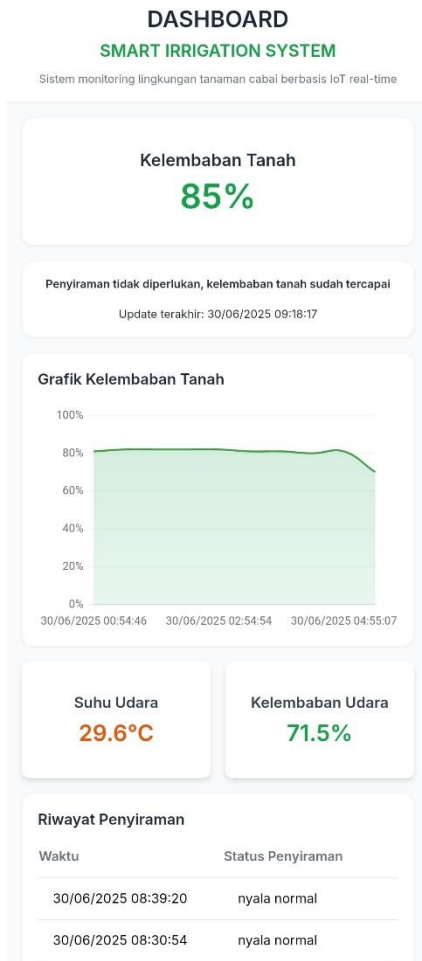 DASHBOARD
SMART IRRIGATION SYSTEM
Sistem monitoring lingkungan tanaman cabai berbasis IoT real-time
Kelembaban Tanah
85%
Penyiraman tidak diperlukan, kelembaban tanah sudah tercapai
Update terakhir: 30/06/2025 09:18:17
Grafik Kelembaban Tanah
100%
80%
60%
40%
20%
0%
30/06/2025 00:54:46 30/06/2025 02:54:54 30/06/2025 04:55:07
Suhu Udara Kelembaban Udara
29.6°C 71.5%
Riwayat Penyiraman
Waktu Status Penyiraman
30/06/2025 08:39:20 nyala normal
30/06/2025 08:30:54 nyala normal